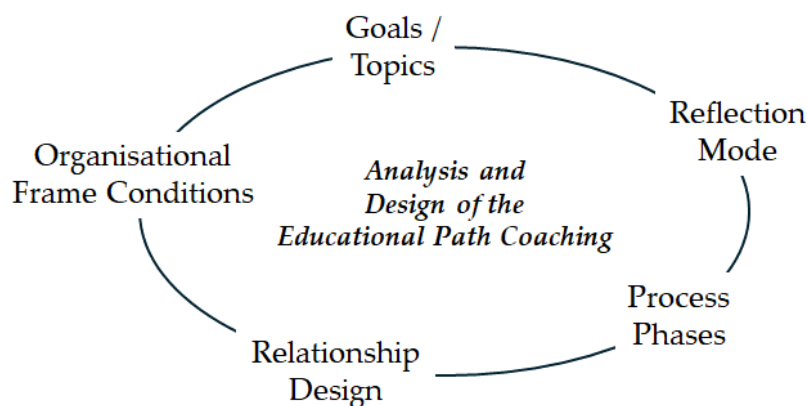 Goals /
Topics
Reflection
Mode
Organisational
Frame Conditions
Analysis and
Design of the
Educational Path Coaching
Process
Phases
Relationship
Design